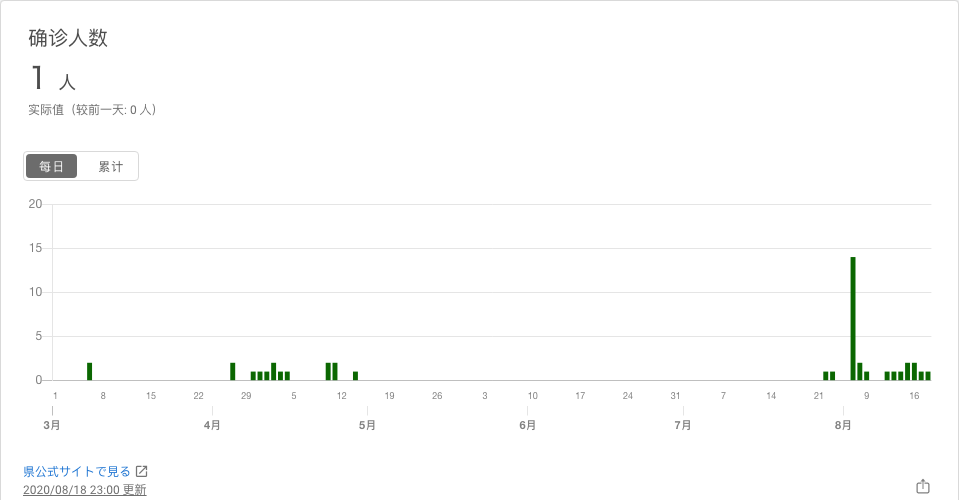 确诊人数
1 人
实际值（较前一天: 0 人）
每日 累计
20
15
10
5
0
1 8 15 22 29 5 12 19 26 3 10 17 24 31 7 14 21 9 16
3月 4月 5月 6月 7月 8月
県公式サイトで見る
2020/08/18 23:00 更新